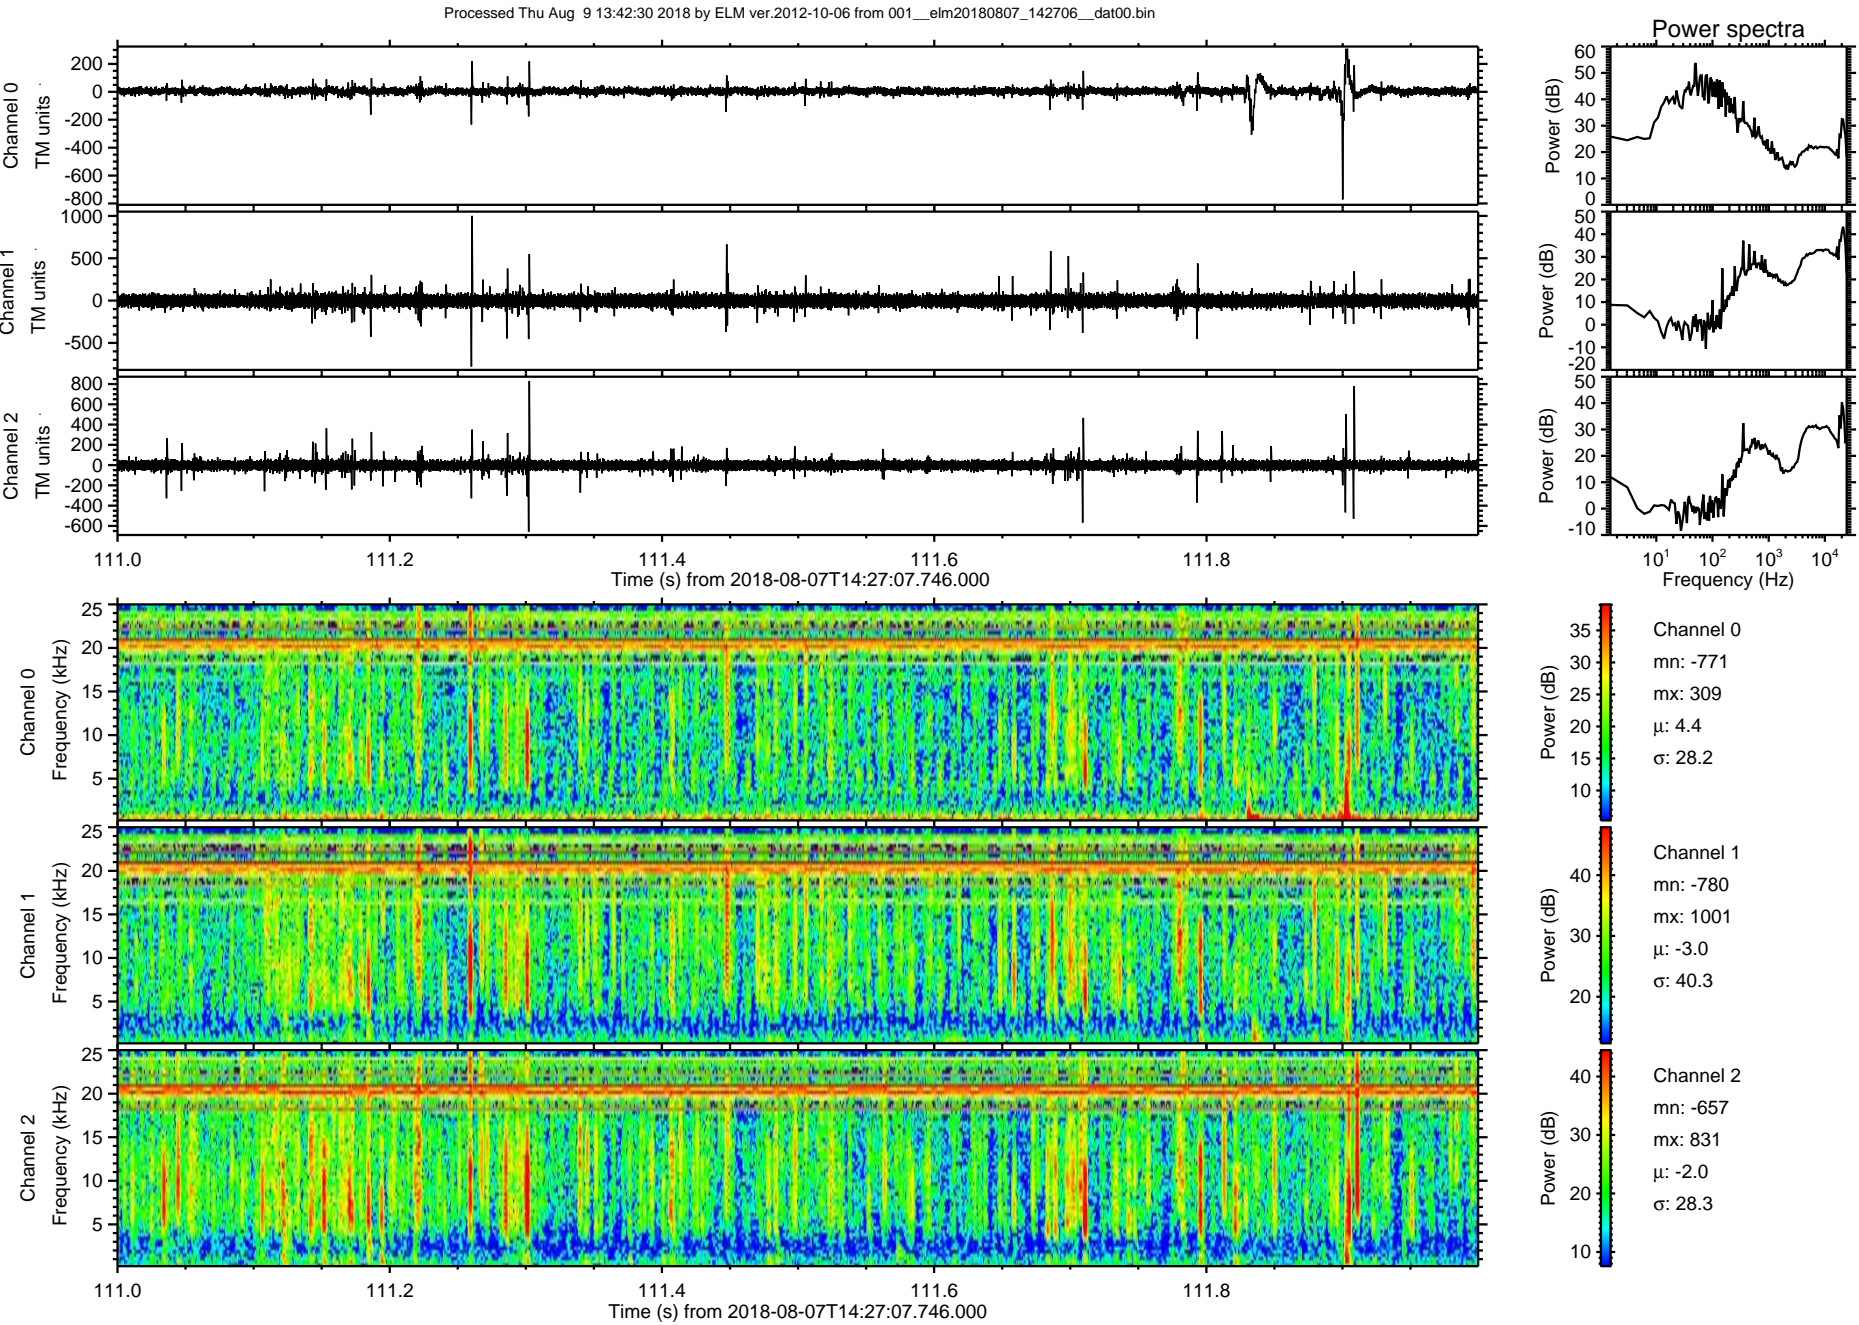 Processed Thu Aug  9 13:42:30 2018 by ELM ver.2012-10-06 from 001__elm20180807_142706__dat00.bin
Power spectra
Channel 0
TM units
200
0
-200
-400
-600
-800
Power (dB)
60
50
40
30
20
10
0
Channel 1
TM units
1000
500
0
-500
Power (dB)
50
40
30
20
10
0
-10
-20
Channel 2
TM units
800
600
400
200
0
-200
-400
-600
Power (dB)
50
40
30
20
10
0
-10
111.0 111.2 111.4 111.6 111.8
Time (s) from 2018-08-07T14:27:07.746.000
10¹ 10² 10³ 10⁴
Frequency (Hz)
Channel 0
Frequency (kHz)
25
20
15
10
5
Power (dB)
35
30
25
20
15
10
Channel 0
mn: -771
mx: 309
μ: 4.4
σ: 28.2
Channel 1
Frequency (kHz)
25
20
15
10
5
Power (dB)
40
30
20
Channel 1
mn: -780
mx: 1001
μ: -3.0
σ: 40.3
Channel 2
Frequency (kHz)
25
20
15
10
5
Power (dB)
40
30
20
10
Channel 2
mn: -657
mx: 831
μ: -2.0
σ: 28.3
111.0 111.2 111.4 111.6 111.8
Time (s) from 2018-08-07T14:27:07.746.000